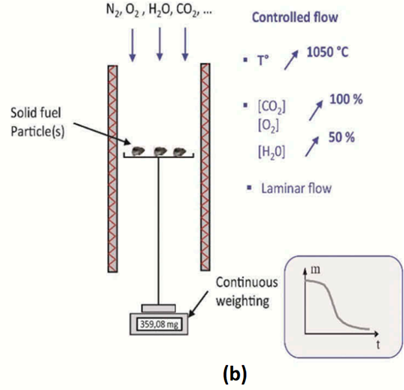 N₂, O₂ , H₂O, CO₂, ...
Controlled flow
▪ T° 1050 °C
Solid fuel
Particle(s)
▪ [CO₂] 100 %
[O₂]
[H₂0] 50 %
▪ Laminar flow
Continuous
weighting
359,08 mg
m
t
(b)